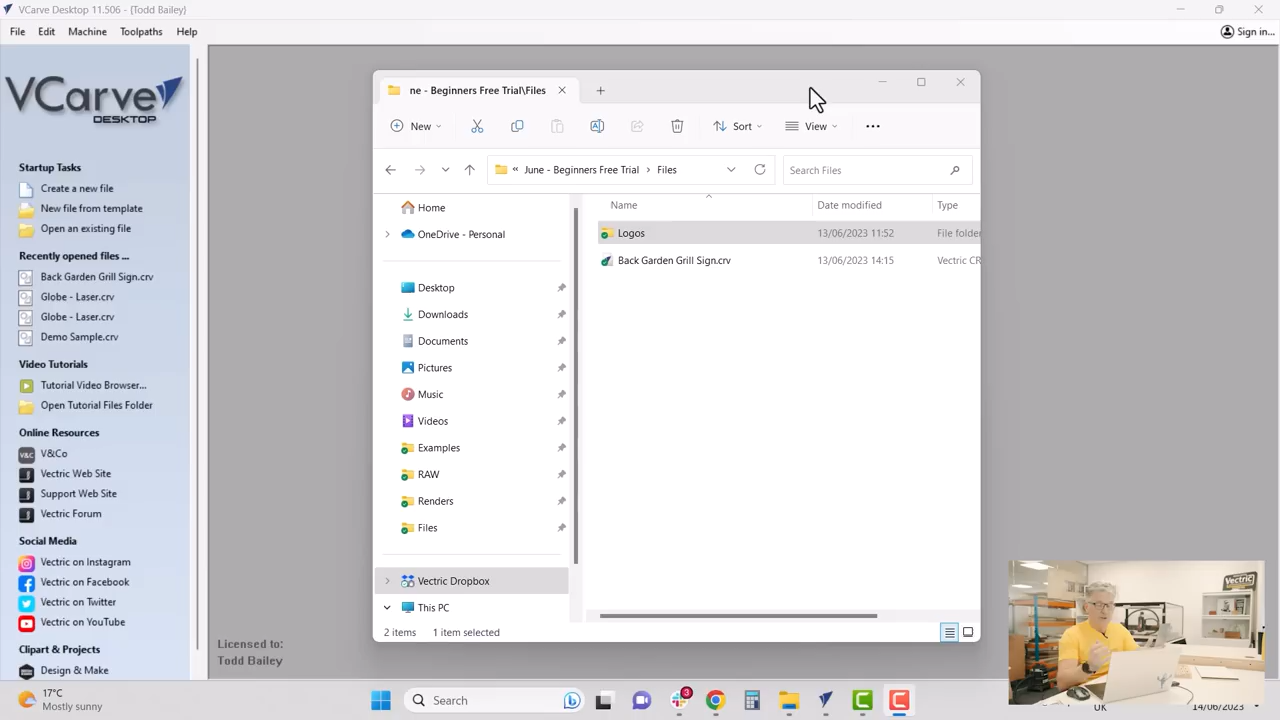 VCarve Desktop 11.506 - [Todd Bailey]
File Edit Machine Toolpaths Help
Sign in...
VCarve
DESKTOP
Startup Tasks
Create a new file
New file from template
Open an existing file
Recently opened files ...
Back Garden Grill Sign.crv
Globe - Laser.crv
Globe - Laser.crv
Demo Sample.crv
Video Tutorials
Tutorial Video Browser...
Open Tutorial Files Folder
Online Resources
V&C V&Co
Vectric Web Site
Support Web Site
Vectric Forum
Social Media
Vectric on Instagram
Vectric on Facebook
Vectric on Twitter
Vectric on YouTube
Clipart & Projects
Design & Make
Licensed to:
Todd Bailey
ne - Beginners Free Trial\Files
New Sort View
« June - Beginners Free Trial > Files
Search Files
Home
OneDrive - Personal
Desktop
Downloads
Documents
Pictures
Music
Videos
Examples
RAW
Renders
Files
Vectric Dropbox
This PC
Name Date modified Type
Logos 13/06/2023 11:52 File folde
Back Garden Grill Sign.crv 13/06/2023 14:15 Vectric CR
2 items 1 item selected
Vectric
17°C
Mostly sunny
Search
3
UK
14/06/2023